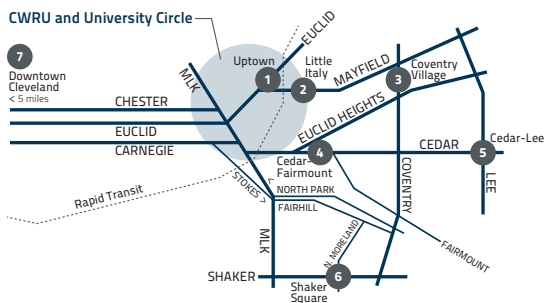 CWRU and University Circle
EUCLID
7
Downtown
Cleveland
< 5 miles
MLK
Uptown
1
Little
Italy
2
MAYFIELD
3
Coventry
Village
CHESTER
EUCLID
CARNEGIE
EUCLID HEIGHTS
4
Cedar-
Fairmount
CEDAR
5
Cedar-Lee
LEE
COVENTRY
Rapid Transit
< STOKES >
NORTH PARK
FAIRHILL
MLK
N. MORELAND
FAIRMOUNT
SHAKER
6
Shaker
Square